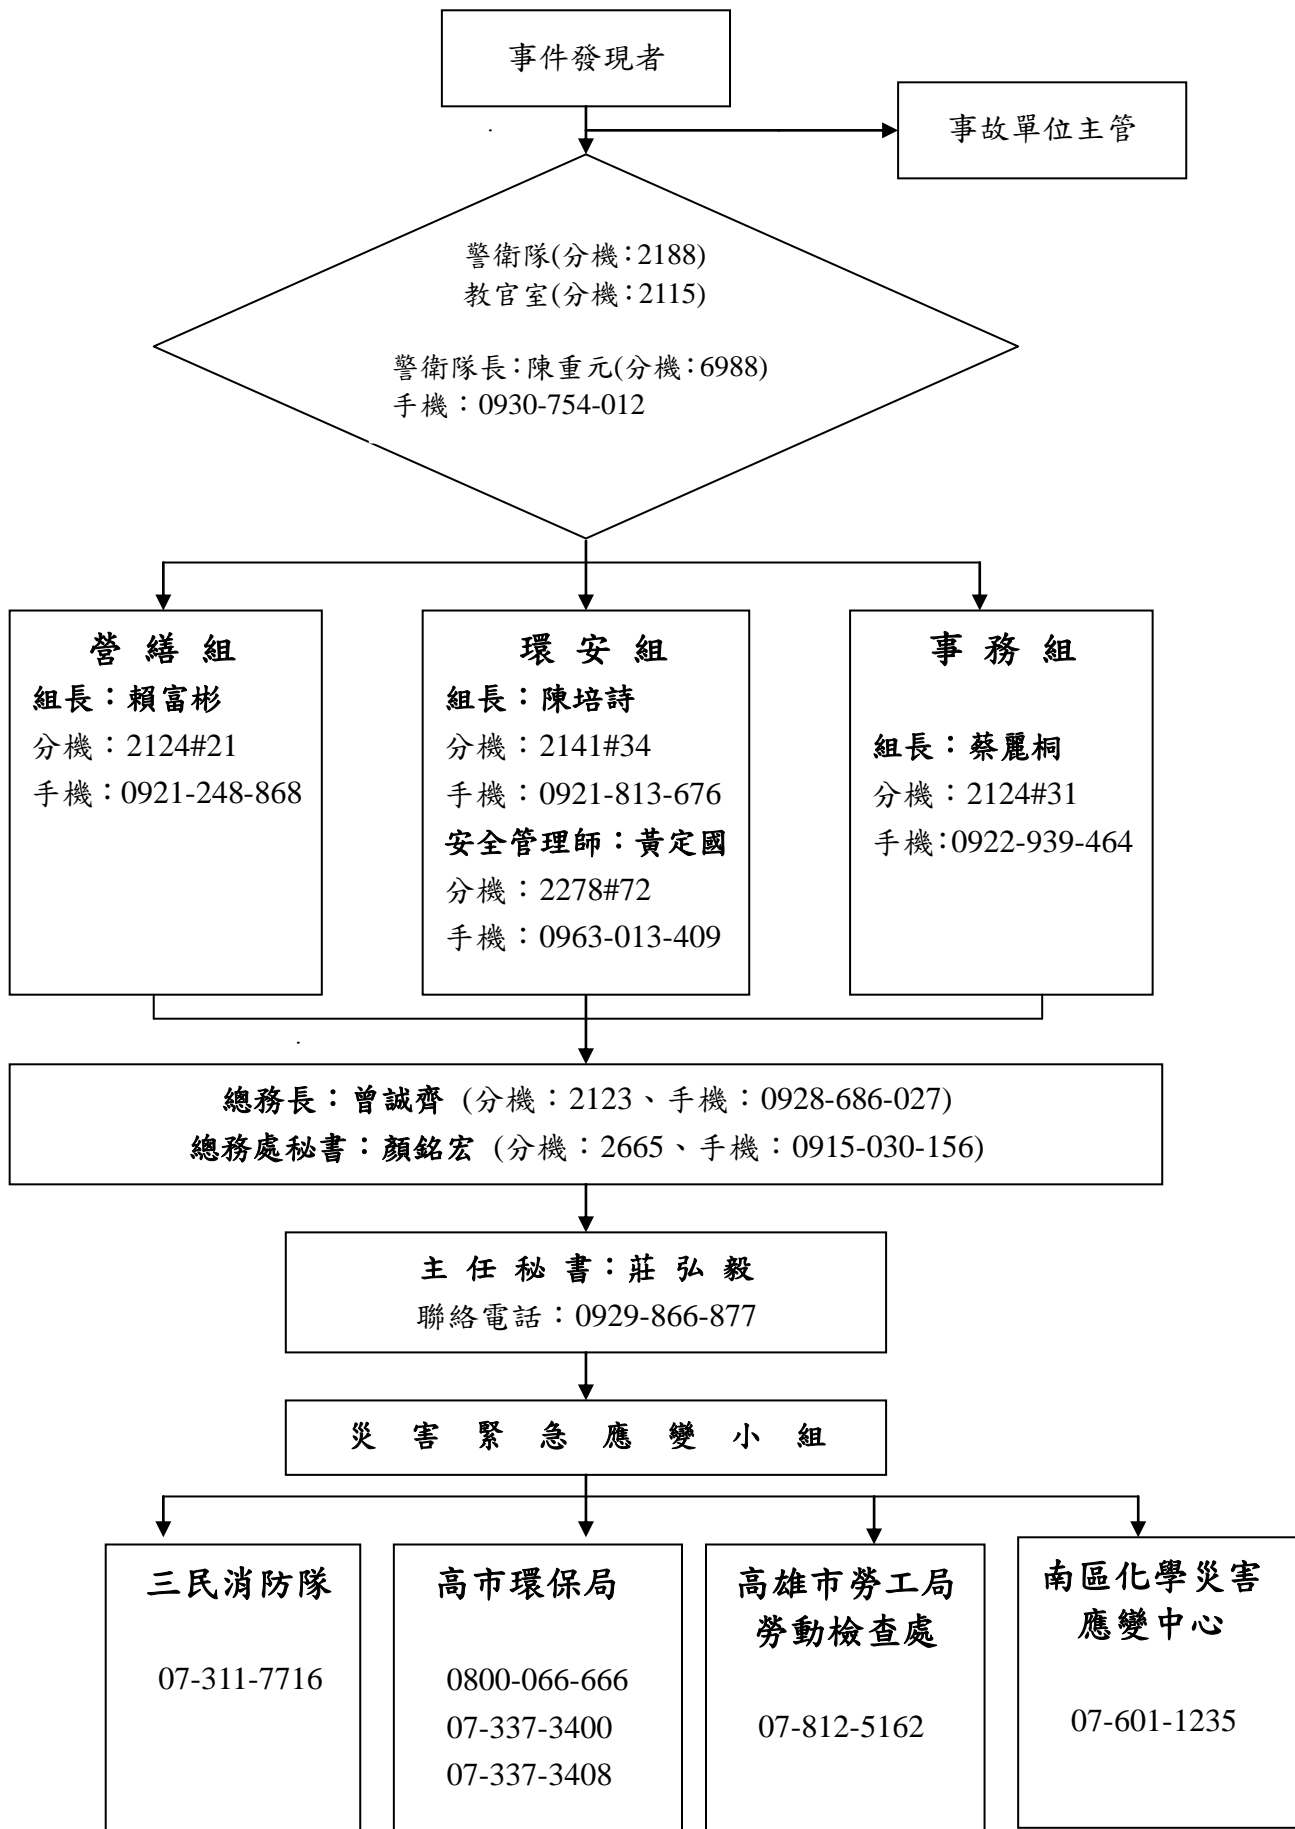 事件發現者
事故單位主管
警衛隊(分機：2188)
教官室(分機：2115)
警衛隊長：陳重元(分機：6988)
手機：0930-754-012
營 繕 組
組長：賴富彬
分機：2124#21
手機：0921-248-868
環 安 組
組長：陳培詩
分機：2141#34
手機：0921-813-676
安全管理師：黃定國
分機：2278#72
手機：0963-013-409
事 務 組
組長：蔡麗桐
分機：2124#31
手機：0922-939-464
總務長：曾誠齊 (分機：2123、手機：0928-686-027)
總務處秘書：顏銘宏 (分機：2665、手機：0915-030-156)
主 任 秘 書：莊 弘 毅
聯絡電話：0929-866-877
災 害 緊 急 應 變 小 組
三民消防隊
07-311-7716
高市環保局
0800-066-666
07-337-3400
07-337-3408
高雄市勞工局
勞動檢查處
07-812-5162
南區化學災害
應變中心
07-601-1235